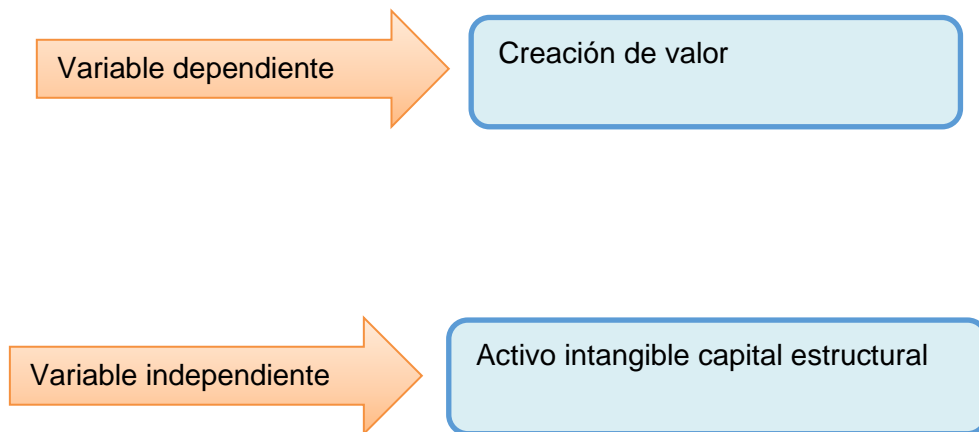 Variable dependiente
Creación de valor
Variable independiente
Activo intangible capital estructural